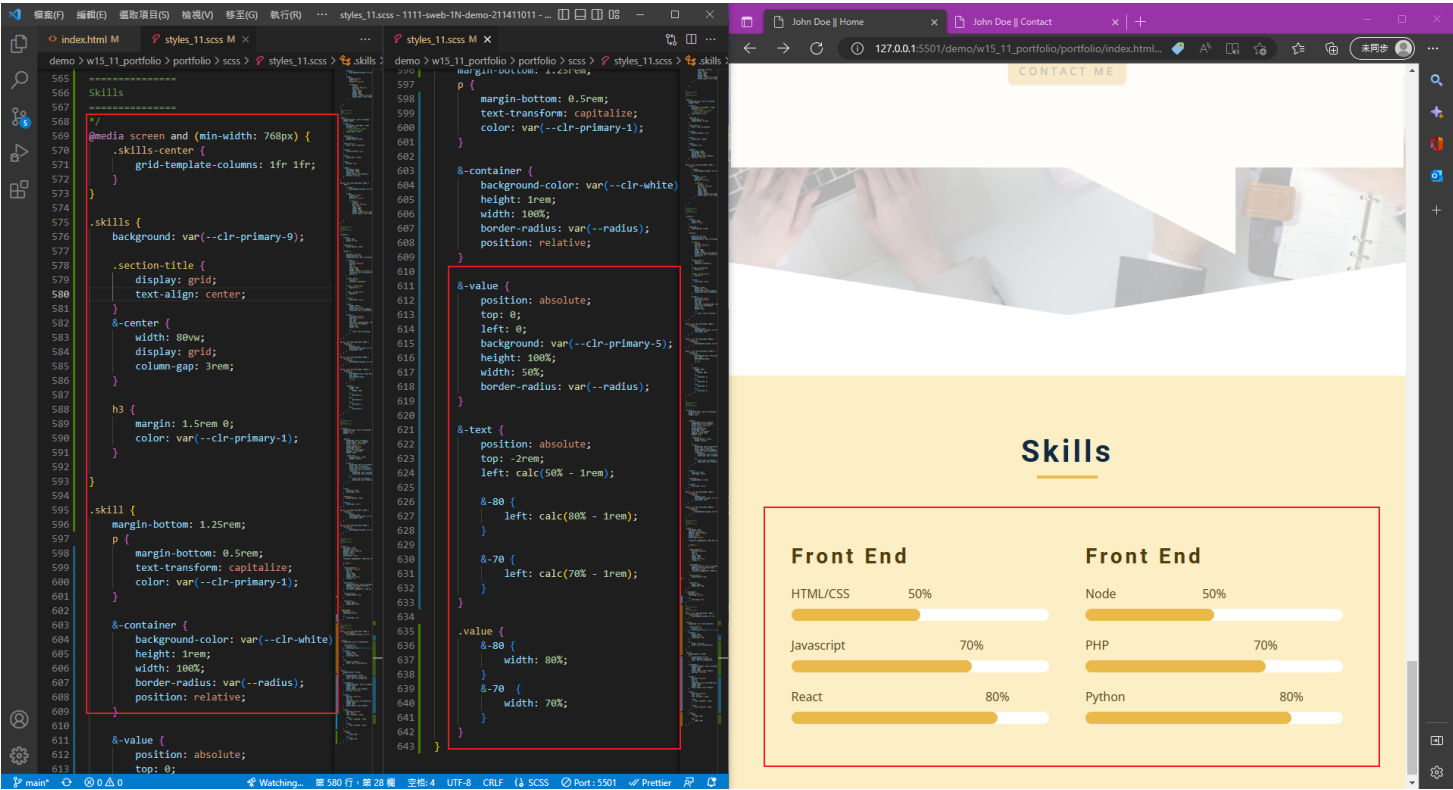 檔案(F) 編輯(E) 選取項目(S) 檢視(V) 移至(G) 執行(R) ··· styles_11.scss - 1111-sweb-1N-demo-211411011 - ...
index.html M styles_11.scss M
demo > w15_11_portfolio > portfolio > scss > styles_11.scss > .skills
565 ===============
566 Skills
567 ===============
568 */
569 @media screen and (min-width: 768px) {
570 .skills-center {
571 grid-template-columns: 1fr 1fr;
572 }
573 }
574
575 .skills {
576 background: var(--clr-primary-9);
577
578 .section-title {
579 display: grid;
580 text-align: center;
581 }
582 &-center {
583 width: 80vw;
584 display: grid;
585 column-gap: 3rem;
586 }
587
588 h3 {
589 margin: 1.5rem 0;
590 color: var(--clr-primary-1);
591 }
592
593 }
594
595 .skill {
596 margin-bottom: 1.25rem;
597 p {
598 margin-bottom: 0.5rem;
599 text-transform: capitalize;
600 color: var(--clr-primary-1);
601 }
602
603 &-container {
604 background-color: var(--clr-white)
605 height: 1rem;
606 width: 100%;
607 border-radius: var(--radius);
608 position: relative;
609 }
610
611 &-value {
612 position: absolute;
613 top: 0;
styles_11.scss M
demo > w15_11_portfolio > portfolio > scss > styles_11.scss > .skills
596 margin-bottom: 1.25rem;
597 p {
598 margin-bottom: 0.5rem;
599 text-transform: capitalize;
600 color: var(--clr-primary-1);
601 }
602
603 &-container {
604 background-color: var(--clr-white)
605 height: 1rem;
606 width: 100%;
607 border-radius: var(--radius);
608 position: relative;
609 }
610
611 &-value {
612 position: absolute;
613 top: 0;
614 left: 0;
615 background: var(--clr-primary-5);
616 height: 100%;
617 width: 50%;
618 border-radius: var(--radius);
619 }
620
621 &-text {
622 position: absolute;
623 top: -2rem;
624 left: calc(50% - 1rem);
625
626 &-80 {
627 left: calc(80% - 1rem);
628 }
629
630 &-70 {
631 left: calc(70% - 1rem);
632 }
633 }
634
635 .value {
636 &-80 {
637 width: 80%;
638 }
639 &-70 {
640 width: 70%;
641 }
642 }
643 }
main* 0 0 Watching... 第 580 行，第 28 欄 空格: 4 UTF-8 CRLF SCSS Port : 5501 Prettier
John Doe || Home John Doe || Contact
127.0.0.1:5501/demo/w15_11_portfolio/portfolio/index.html... 未同步
CONTACT ME
Skills
Front End Front End
HTML/CSS 50% Node 50%
Javascript 70% PHP 70%
React 80% Python 80%